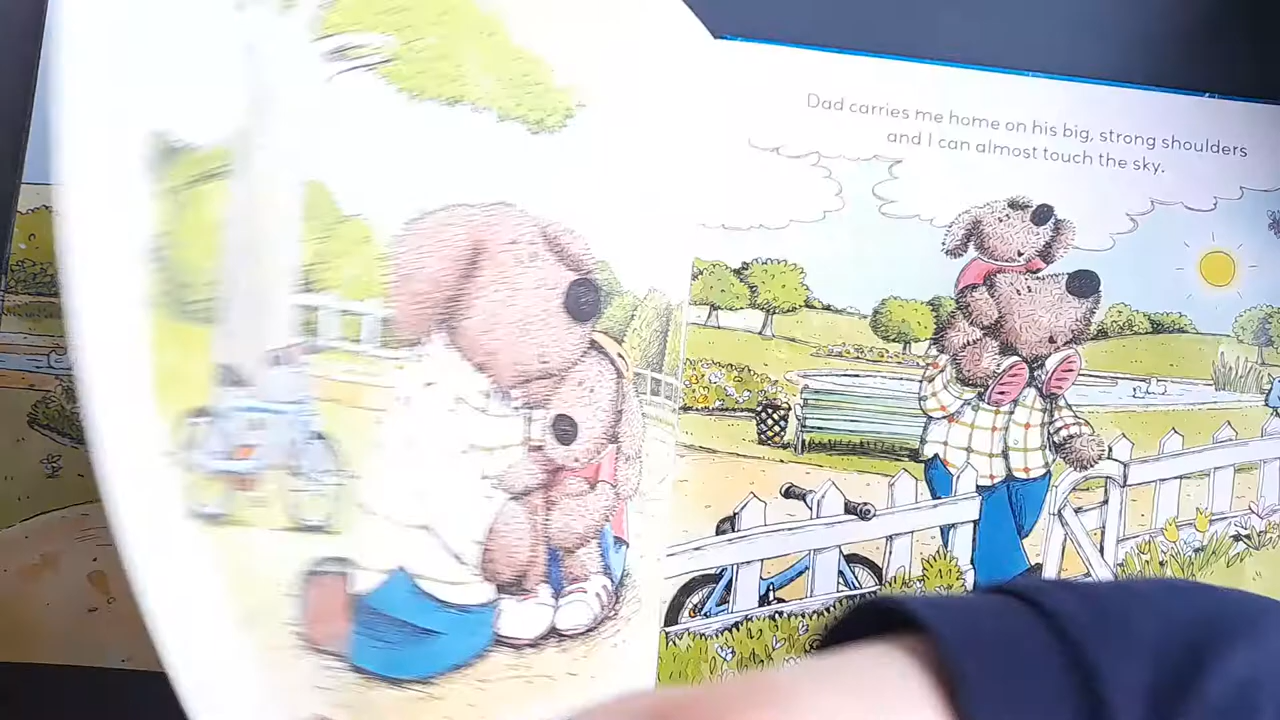 Dad carries me home on his big, strong shoulders
and I can almost touch the sky.